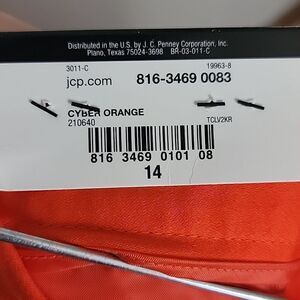 Distributed in the U.S. by J. C. Penney Corporation, Inc.
Plano, Texas 75024-3698 BR-03-011-C
3011-C 19963-8
jcp.com 816-3469 0083
CYBER ORANGE
210640 TCLV2KR
816 3469 0101 08
14